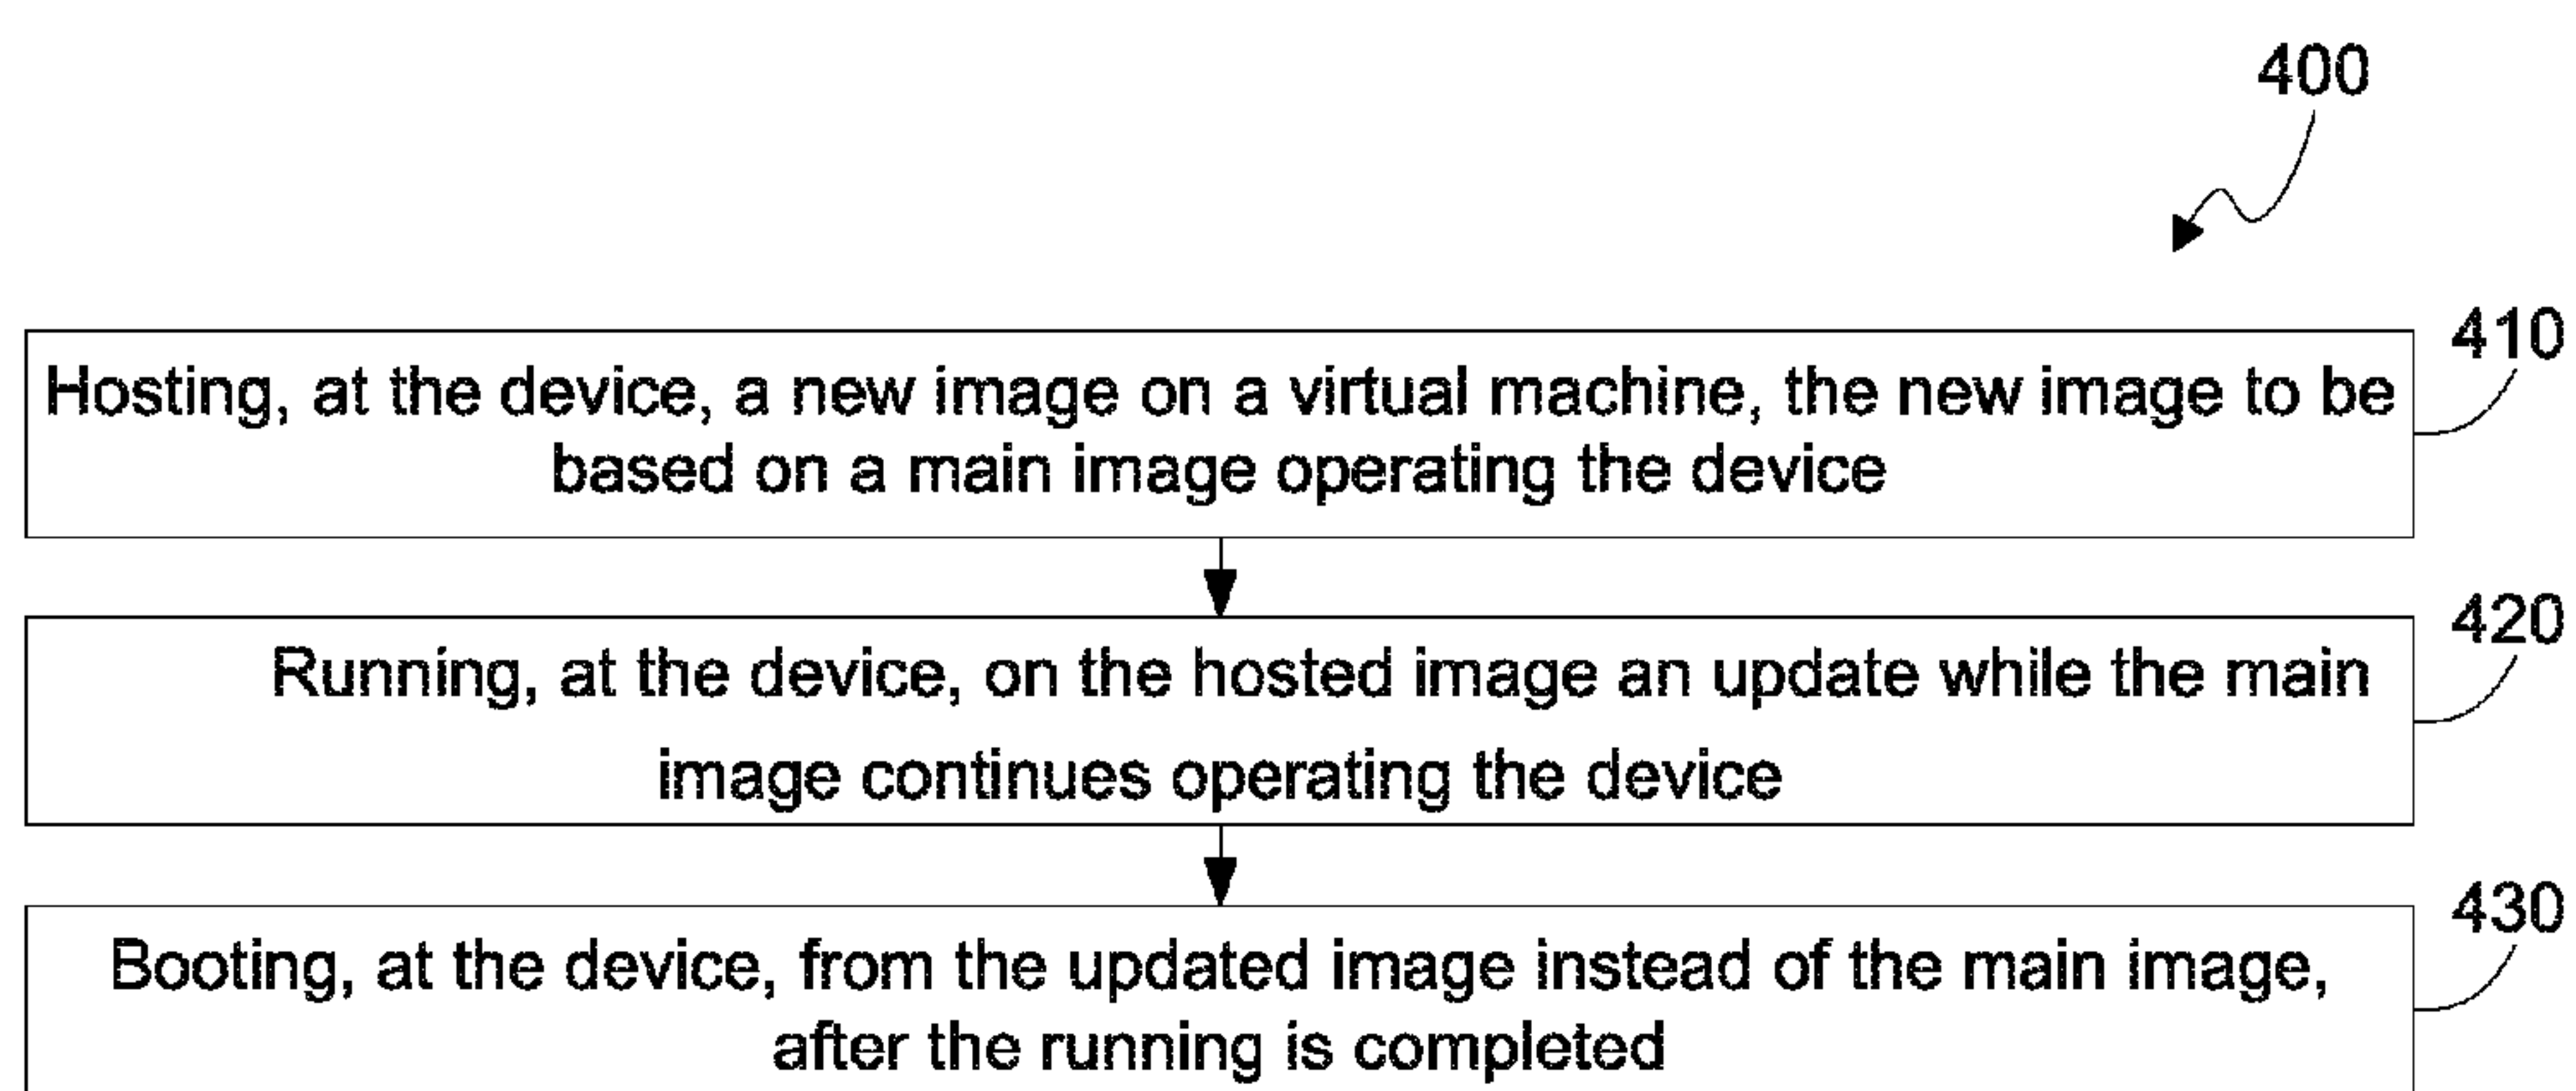 400
410
Hosting, at the device, a new image on a virtual machine, the new image to be
based on a main image operating the device
420
Running, at the device, on the hosted image an update while the main
image continues operating the device
430
Booting, at the device, from the updated image instead of the main image,
after the running is completed